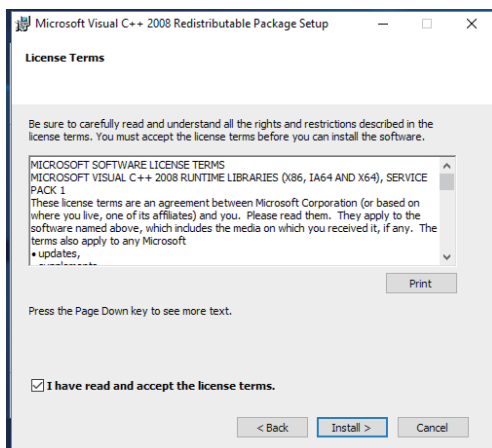 Microsoft Visual C++ 2008 Redistributable Package Setup
License Terms
Be sure to carefully read and understand all the rights and restrictions described in the
license terms. You must accept the license terms before you can install the software.
MICROSOFT SOFTWARE LICENSE TERMS
MICROSOFT VISUAL C++ 2008 RUNTIME LIBRARIES (X86, IA64 AND X64), SERVICE
PACK 1
These license terms are an agreement between Microsoft Corporation (or based on
where you live, one of its affiliates) and you. Please read them. They apply to the
software named above, which includes the media on which you received it, if any. The
terms also apply to any Microsoft
• updates,
Print
Press the Page Down key to see more text.
I have read and accept the license terms.
< Back
Install >
Cancel